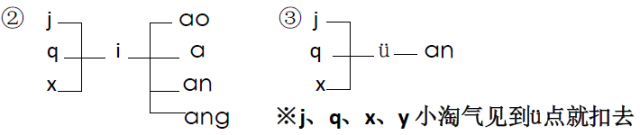 ② j ao ③ j
q i a q ü an
x an x
ang ※j、q、x、y 小淘气见到ü点就扣去